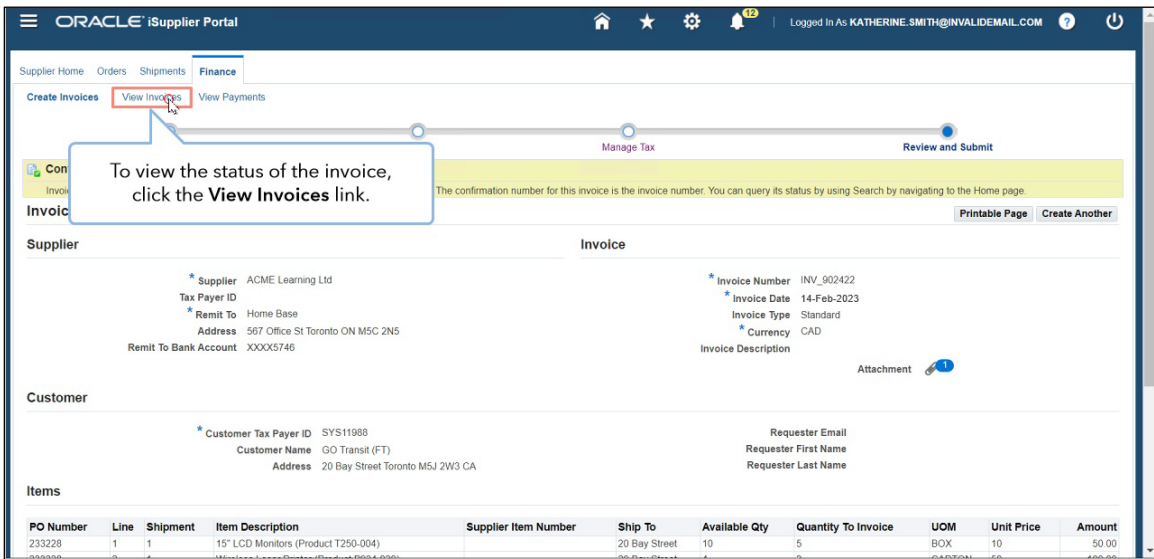 ORACLE iSupplier Portal
12
Logged In As KATHERINE.SMITH@INVALIDEMAIL.COM ?
Supplier Home Orders Shipments Finance
Create Invoices View Invoices View Payments
Manage Tax Review and Submit
To view the status of the invoice,
click the View Invoices link.
Con
Invoi
The confirmation number for this invoice is the invoice number. You can query its status by using Search by navigating to the Home page.
Invoic
Printable Page Create Another
Supplier
* Supplier ACME Learning Ltd
Tax Payer ID
* Remit To Home Base
Address 567 Office St Toronto ON M5C 2N5
Remit To Bank Account XXXX5746
Invoice
* Invoice Number INV_902422
* Invoice Date 14-Feb-2023
Invoice Type Standard
* Currency CAD
Invoice Description
Attachment 1
Customer
* Customer Tax Payer ID SYS11988
Customer Name GO Transit (FT)
Address 20 Bay Street Toronto M5J 2W3 CA
Requester Email
Requester First Name
Requester Last Name
Items
PO Number Line Shipment Item Description Supplier Item Number Ship To Available Qty Quantity To Invoice UOM Unit Price Amount
233228 1 1 15" LCD Monitors (Product T250-004) 20 Bay Street 10 5 BOX 10 50.00